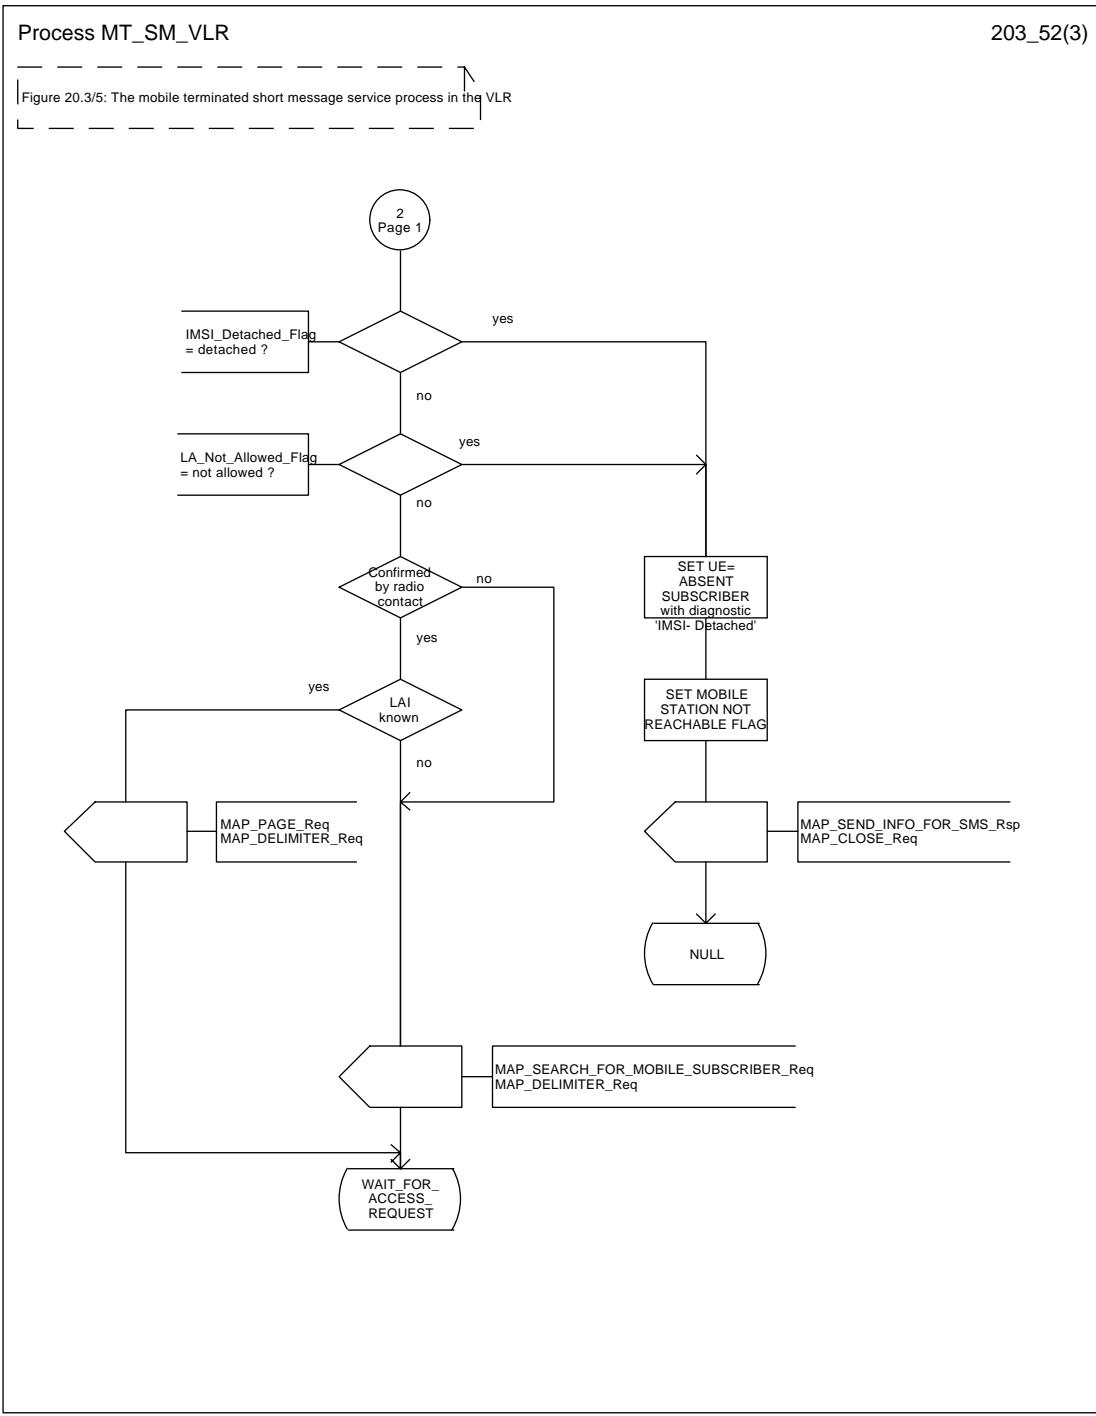 Process MT_SM_VLR
203_52(3)
Figure 20.3/5: The mobile terminated short message service process in the VLR
2
Page 1
IMSI_Detached_Flag
= detached ?
yes
no
LA_Not_Allowed_Flag
= not allowed ?
yes
no
Confirmed
by radio
contact
no
yes
SET UE=
ABSENT
SUBSCRIBER
with diagnostic
'IMSI- Detached'
LAI
known
yes
no
SET MOBILE
STATION NOT
REACHABLE FLAG
MAP_PAGE_Req
MAP_DELIMITER_Req
MAP_SEND_INFO_FOR_SMS_Rsp
MAP_CLOSE_Req
NULL
MAP_SEARCH_FOR_MOBILE_SUBSCRIBER_Req
MAP_DELIMITER_Req
WAIT_FOR_
ACCESS_
REQUEST